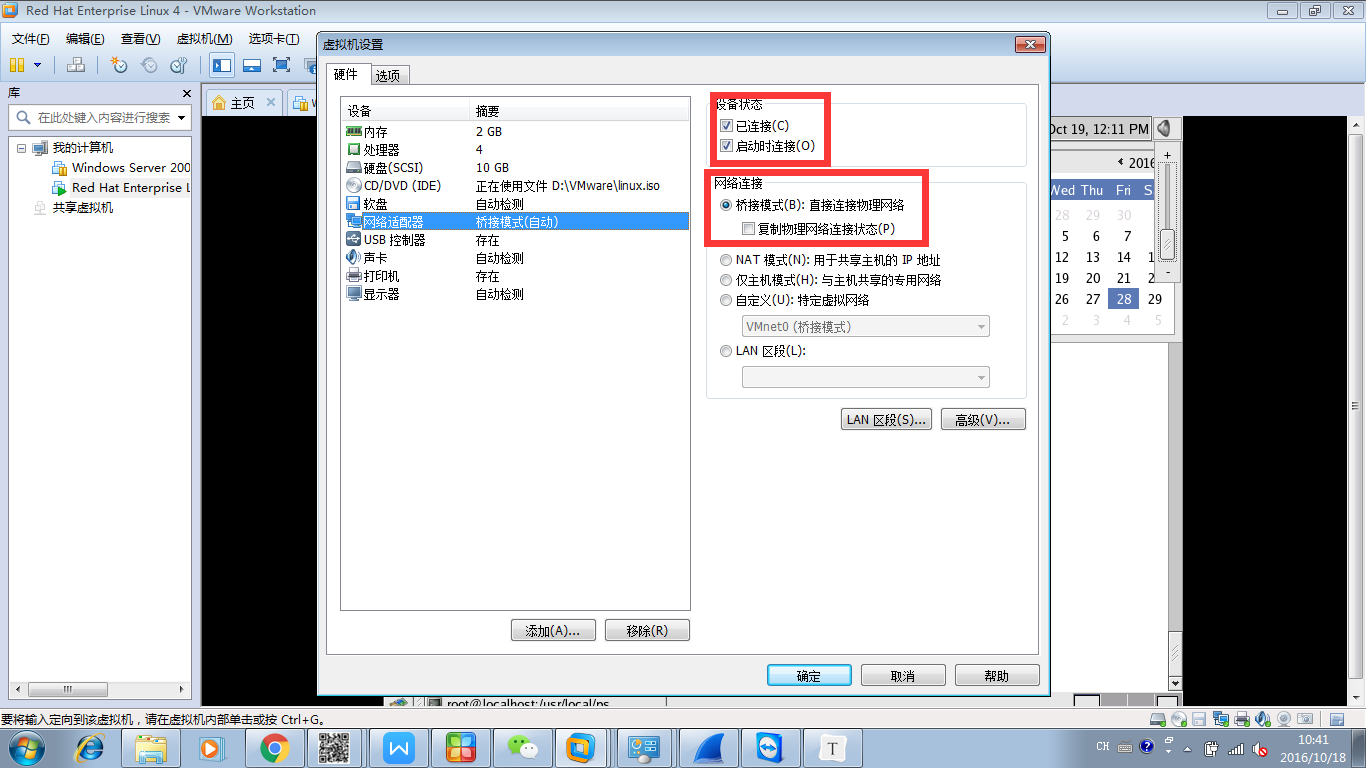 Red Hat Enterprise Linux 4 - VMware Workstation
文件(F) 编辑(E) 查看(V) 虚拟机(M) 选项卡(T)
虚拟机设置
硬件 选项
库
在此处键入内容进行搜索
主页
我的计算机
Windows Server 200
Red Hat Enterprise L
共享虚拟机
设备 摘要
内存 2 GB
处理器 4
硬盘(SCSI) 10 GB
CD/DVD (IDE) 正在使用文件 D:\VMware\linux.iso
软盘 自动检测
网络适配器 桥接模式(自动)
USB 控制器 存在
声卡 自动检测
打印机 存在
显示器 自动检测
添加(A)... 移除(R)
设备状态
已连接(C)
启动时连接(O)
网络连接
桥接模式(B): 直接连接物理网络
复制物理网络连接状态(P)
NAT 模式(N): 用于共享主机的 IP 地址
仅主机模式(H): 与主机共享的专用网络
自定义(U): 特定虚拟网络
VMnet0 (桥接模式)
LAN 区段(L):
LAN 区段(S)... 高级(V)...
确定 取消 帮助
Oct 19, 12:11 PM
2016
Wed Thu Fri S
28 29 30
5 6 7
12 13 14 1
19 20 21 2
26 27 28 29
2 3 4 5
+
-
root@localhost:/usr/local/ns
要将输入定向到该虚拟机，请在虚拟机内部单击或按 Ctrl+G。
CH
10:41
2016/10/18